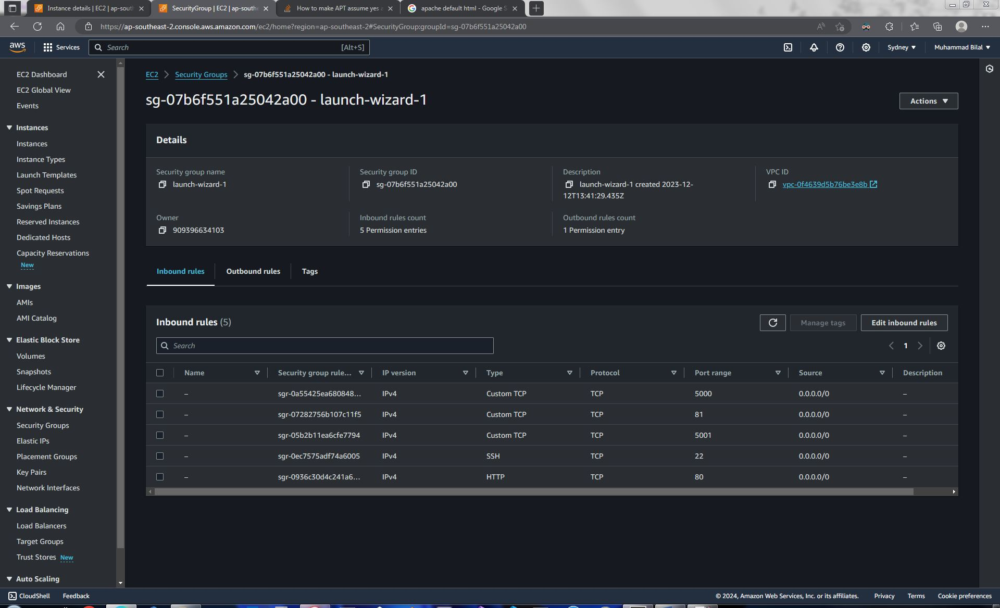 Instance details | EC2 | ap-south
SecurityGroup | EC2 | ap-southe
How to make APT assume yes a
apache default html - Google S
https://ap-southeast-2.console.aws.amazon.com/ec2/home?region=ap-southeast-2#SecurityGroup:groupId=sg-07b6f551a25042a00
aws
Services
Search
[Alt+S]
Sydney
Muhammad Bilal
EC2 Dashboard
EC2 Global View
Events
Instances
Instances
Instance Types
Launch Templates
Spot Requests
Savings Plans
Reserved Instances
Dedicated Hosts
Capacity Reservations
New
Images
AMIs
AMI Catalog
Elastic Block Store
Volumes
Snapshots
Lifecycle Manager
Network & Security
Security Groups
Elastic IPs
Placement Groups
Key Pairs
Network Interfaces
Load Balancing
Load Balancers
Target Groups
Trust Stores New
Auto Scaling
EC2 Security Groups sg-07b6f551a25042a00 - launch-wizard-1
sg-07b6f551a25042a00 - launch-wizard-1
Actions
Details
Security group name
launch-wizard-1
Security group ID
sg-07b6f551a25042a00
Description
launch-wizard-1 created 2023-12-
12T13:41:29.435Z
VPC ID
vpc-0f4639d5b76be3e8b
Owner
909396634103
Inbound rules count
5 Permission entries
Outbound rules count
1 Permission entry
Inbound rules
Outbound rules
Tags
Inbound rules (5)
Manage tags
Edit inbound rules
Search
1
Name Security group rule... IP version Type Protocol Port range Source Description
– sgr-0a55425ea680848... IPv4 Custom TCP TCP 5000 0.0.0.0/0 –
– sgr-07282756b107c11f5 IPv4 Custom TCP TCP 81 0.0.0.0/0 –
– sgr-05b2b11ea6cfe7794 IPv4 Custom TCP TCP 5001 0.0.0.0/0 –
– sgr-0ec7575adf74a6005 IPv4 SSH TCP 22 0.0.0.0/0 –
– sgr-0936c30d4c241a6... IPv4 HTTP TCP 80 0.0.0.0/0 –
CloudShell
Feedback
© 2024, Amazon Web Services, Inc. or its affiliates.
Privacy
Terms
Cookie preferences